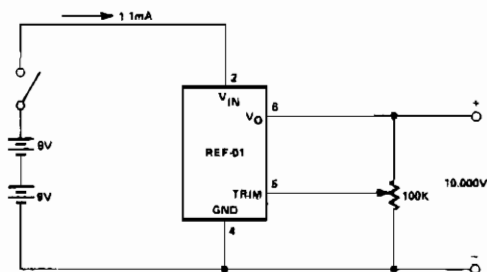 1 1mA
2
VIN
VO
6
9V
REF-01
9V
5
TRIM
100K
10.000V
GND
4
+
−